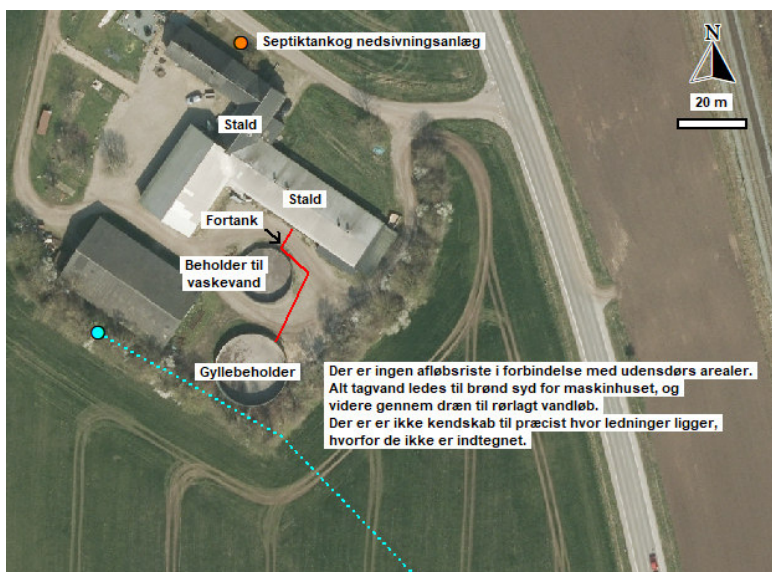 Septiktankog nedsivningsanlæg
N
20 m
Stald
Stald
Fortank
Beholder til
vaskevand
Gyllebeholder
Der er ingen afløbsriste i forbindelse med udensdørs arealer.
Alt tagvand ledes til brønd syd for maskinhuset, og
videre gennem dræn til rørlagt vandløb.
Der er er ikke kendskab til præcist hvor ledninger ligger,
hvorfor de ikke er indtegnet.